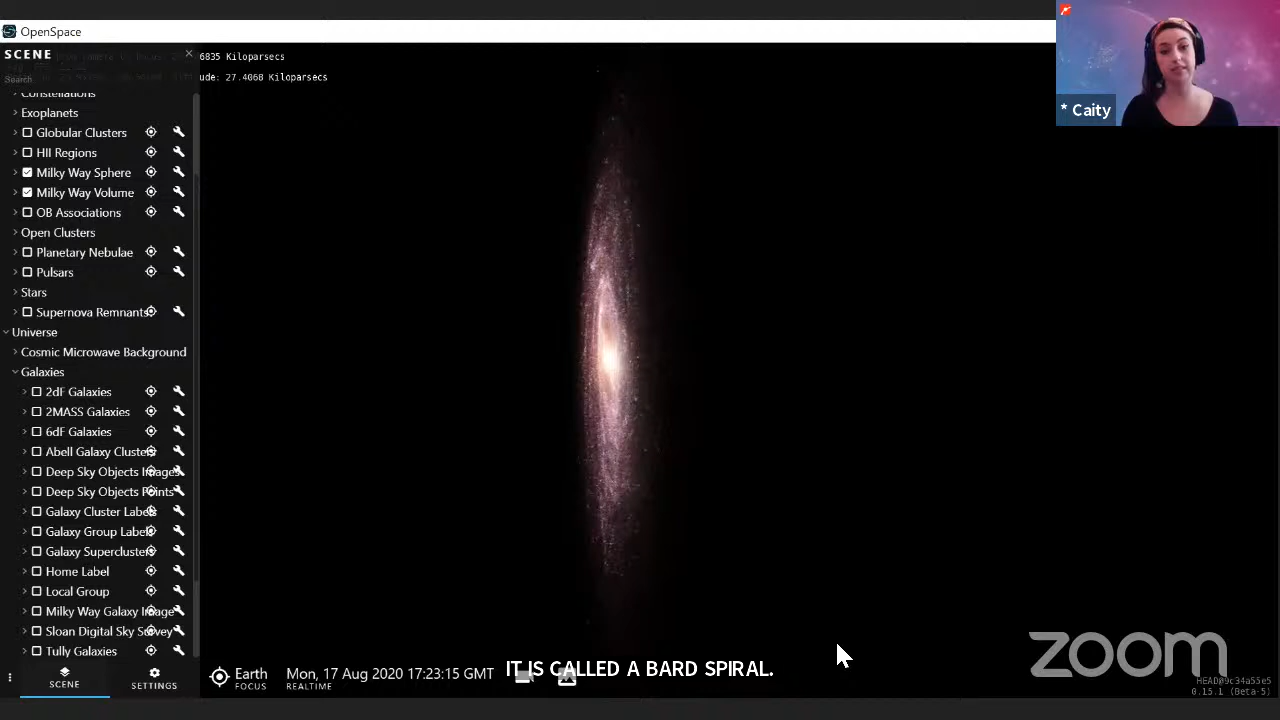 OpenSpace
SCENE
6835 Kiloparsecs
Search
ude: 27.4068 Kiloparsecs
Constellations
Exoplanets
Globular Clusters
HII Regions
Milky Way Sphere
Milky Way Volume
OB Associations
Open Clusters
Planetary Nebulae
Pulsars
Stars
Supernova Remnants
Universe
Cosmic Microwave Background
Galaxies
2dF Galaxies
2MASS Galaxies
6dF Galaxies
Abell Galaxy Clusters
Deep Sky Objects Images
Deep Sky Objects Points
Galaxy Cluster Labels
Galaxy Group Labels
Galaxy Superclusters
Home Label
Local Group
Milky Way Galaxy Image
Sloan Digital Sky Survey
Tully Galaxies
SCENE
SETTINGS
Earth
FOCUS
Mon, 17 Aug 2020 17:23:15 GMT
REALTIME
IT IS CALLED A BARD SPIRAL.
* Caity
zoom
HEAD@9c34a55e5
0.15.1 (Beta-5)